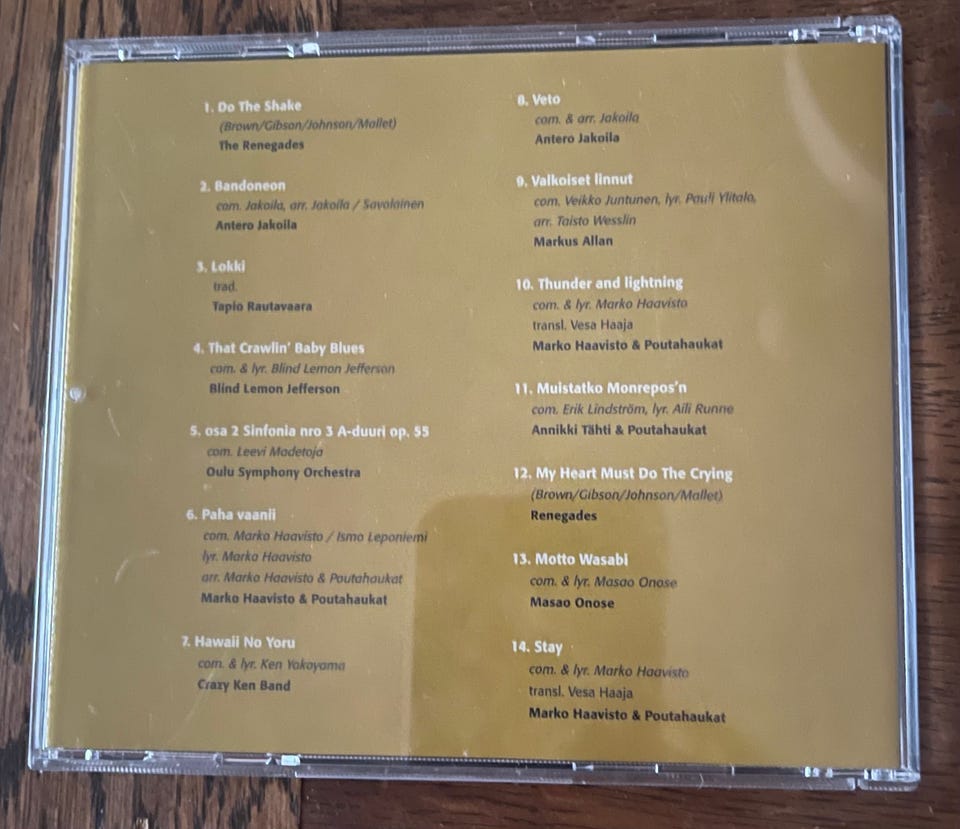 1. Do The Shake
(Brown/Gibson/Johnson/Mallet)
The Renegades
2. Bandoneon
com. Jakoila, arr. Jakoila / Savolainen
Antero Jakoila
3. Lokki
trad.
Tapio Rautavaara
4. That Crawlin' Baby Blues
com. & lyr. Blind Lemon Jefferson
Blind Lemon Jefferson
5. osa 2 Sinfonia nro 3 A-duuri op. 55
com. Leevi Madetoja
Oulu Symphony Orchestra
6. Paha vaanii
com. Marko Haavisto / Ismo Leponiemi
lyr. Marko Haavisto
arr. Marko Haavisto & Poutahaukat
Marko Haavisto & Poutahaukat
7. Hawaii No Yoru
com. & lyr. Ken Yokoyama
Crazy Ken Band
8. Veto
com. & arr. Jakoila
Antero Jakoila
9. Valkoiset linnut
com. Veikko Juntunen, lyr. Pauli Ylitalo,
arr. Taisto Wesslin
Markus Allan
10. Thunder and lightning
com. & lyr. Marko Haavisto
transl. Vesa Haaja
Marko Haavisto & Poutahaukat
11. Muistatko Monrepos'n
com. Erik Lindström, lyr. Aili Runne
Annikki Tähti & Poutahaukat
12. My Heart Must Do The Crying
(Brown/Gibson/Johnson/Mallet)
Renegades
13. Motto Wasabi
com. & lyr. Masao Onose
Masao Onose
14. Stay
com. & lyr. Marko Haavisto
transl. Vesa Haaja
Marko Haavisto & Poutahaukat